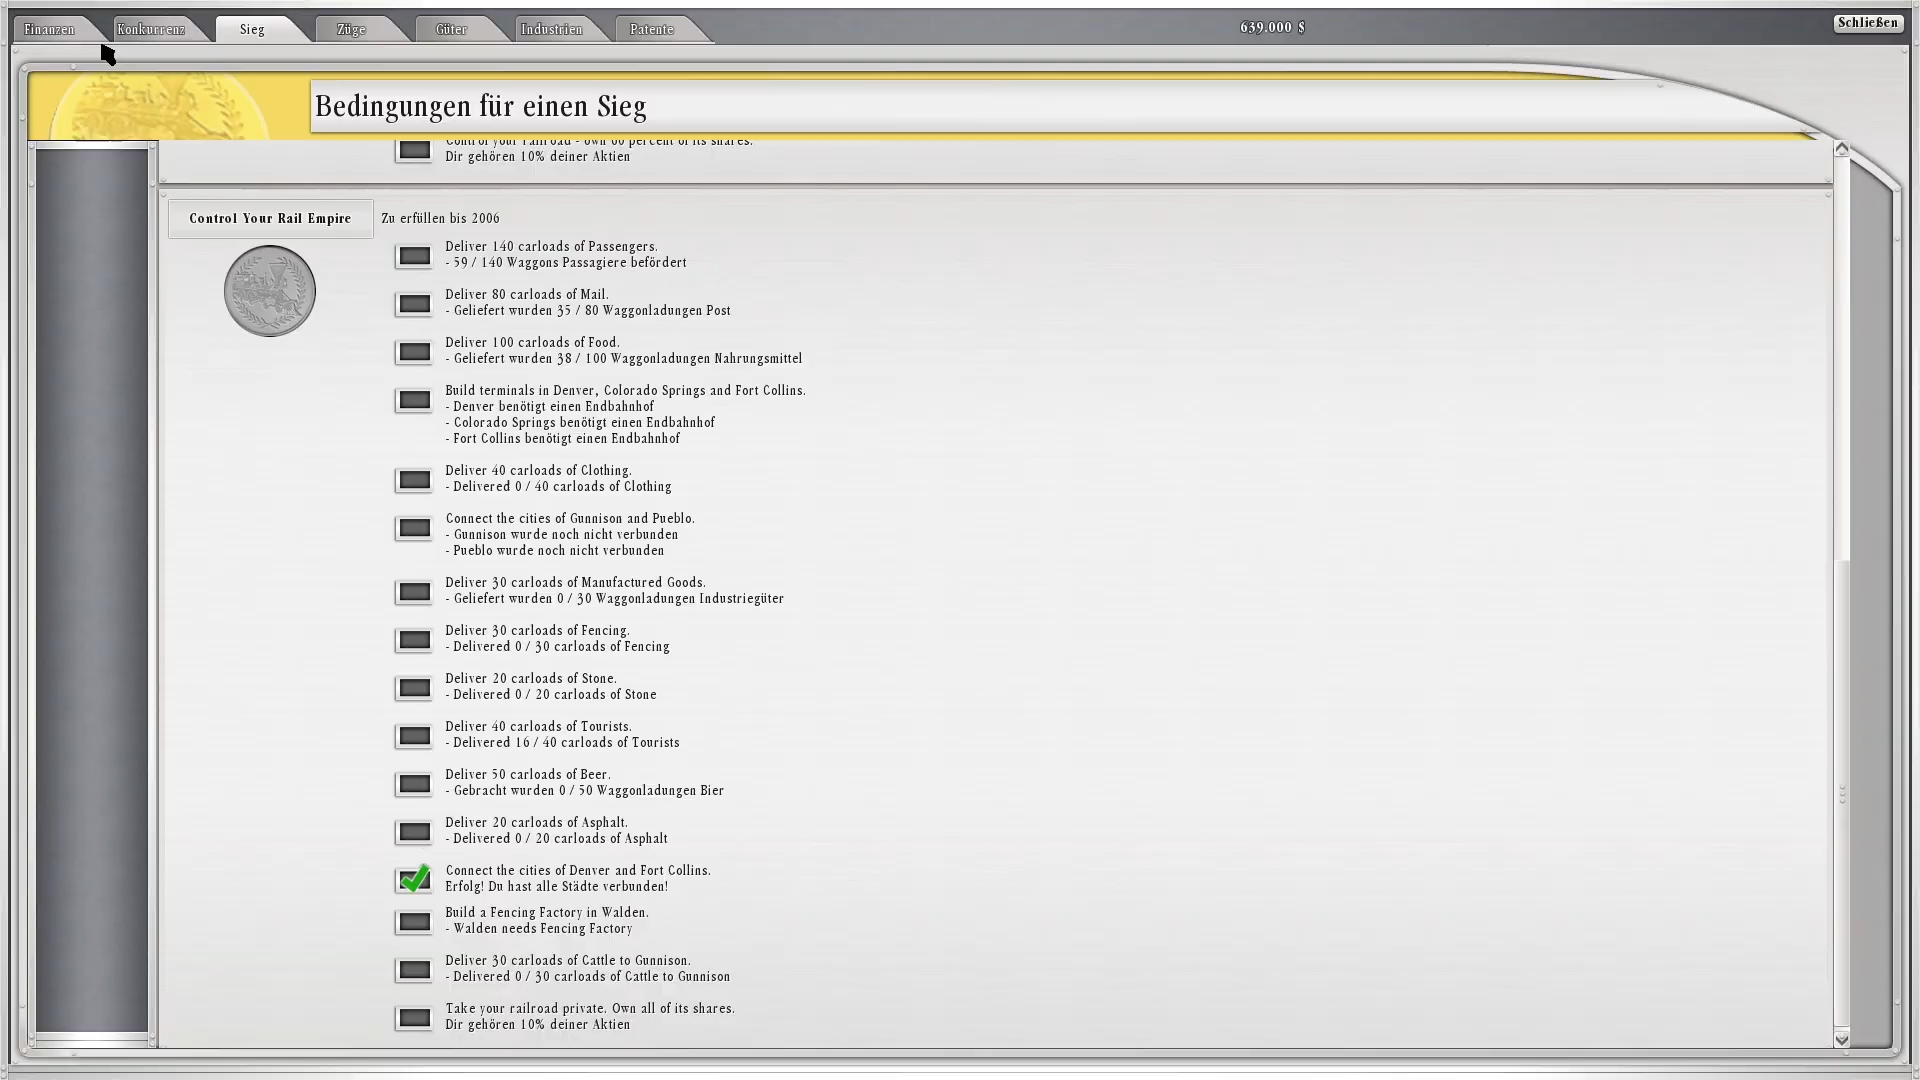 Finanzen Konkurrenz Sieg Züge Güter Industrien Patente 639.000 $ Schließen
Bedingungen für einen Sieg
Control your railroad - own 60 percent of its shares.
Dir gehören 10% deiner Aktien
Control Your Rail Empire Zu erfüllen bis 2006
Deliver 140 carloads of Passengers.
- 59 / 140 Waggons Passagiere befördert
Deliver 80 carloads of Mail.
- Geliefert wurden 35 / 80 Waggonladungen Post
Deliver 100 carloads of Food.
- Geliefert wurden 38 / 100 Waggonladungen Nahrungsmittel
Build terminals in Denver, Colorado Springs and Fort Collins.
- Denver benötigt einen Endbahnhof
- Colorado Springs benötigt einen Endbahnhof
- Fort Collins benötigt einen Endbahnhof
Deliver 40 carloads of Clothing.
- Delivered 0 / 40 carloads of Clothing
Connect the cities of Gunnison and Pueblo.
- Gunnison wurde noch nicht verbunden
- Pueblo wurde noch nicht verbunden
Deliver 30 carloads of Manufactured Goods.
- Geliefert wurden 0 / 30 Waggonladungen Industriegüter
Deliver 30 carloads of Fencing.
- Delivered 0 / 30 carloads of Fencing
Deliver 20 carloads of Stone.
- Delivered 0 / 20 carloads of Stone
Deliver 40 carloads of Tourists.
- Delivered 16 / 40 carloads of Tourists
Deliver 50 carloads of Beer.
- Gebracht wurden 0 / 50 Waggonladungen Bier
Deliver 20 carloads of Asphalt.
- Delivered 0 / 20 carloads of Asphalt
Connect the cities of Denver and Fort Collins.
Erfolg! Du hast alle Städte verbunden!
Build a Fencing Factory in Walden.
- Walden needs Fencing Factory
Deliver 30 carloads of Cattle to Gunnison.
- Delivered 0 / 30 carloads of Cattle to Gunnison
Take your railroad private. Own all of its shares.
Dir gehören 10% deiner Aktien